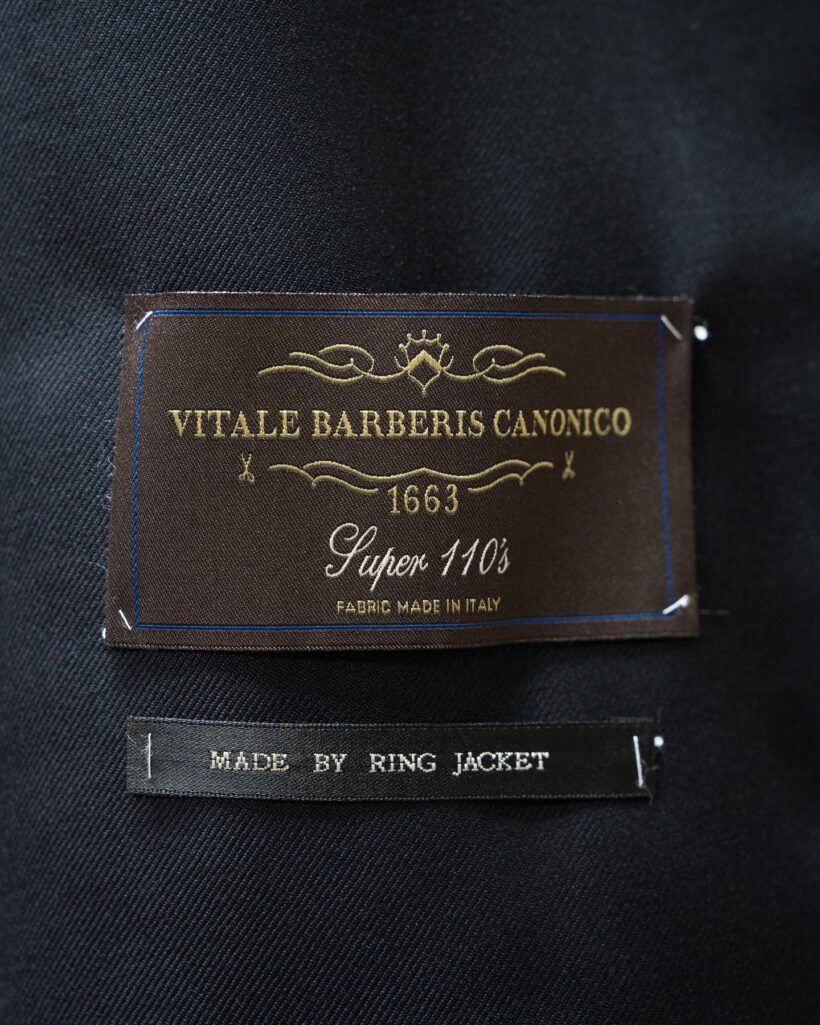 VITALE BARBERIS CANONICO
1663
Super 110's
FABRIC MADE IN ITALY
MADE BY RING JACKET